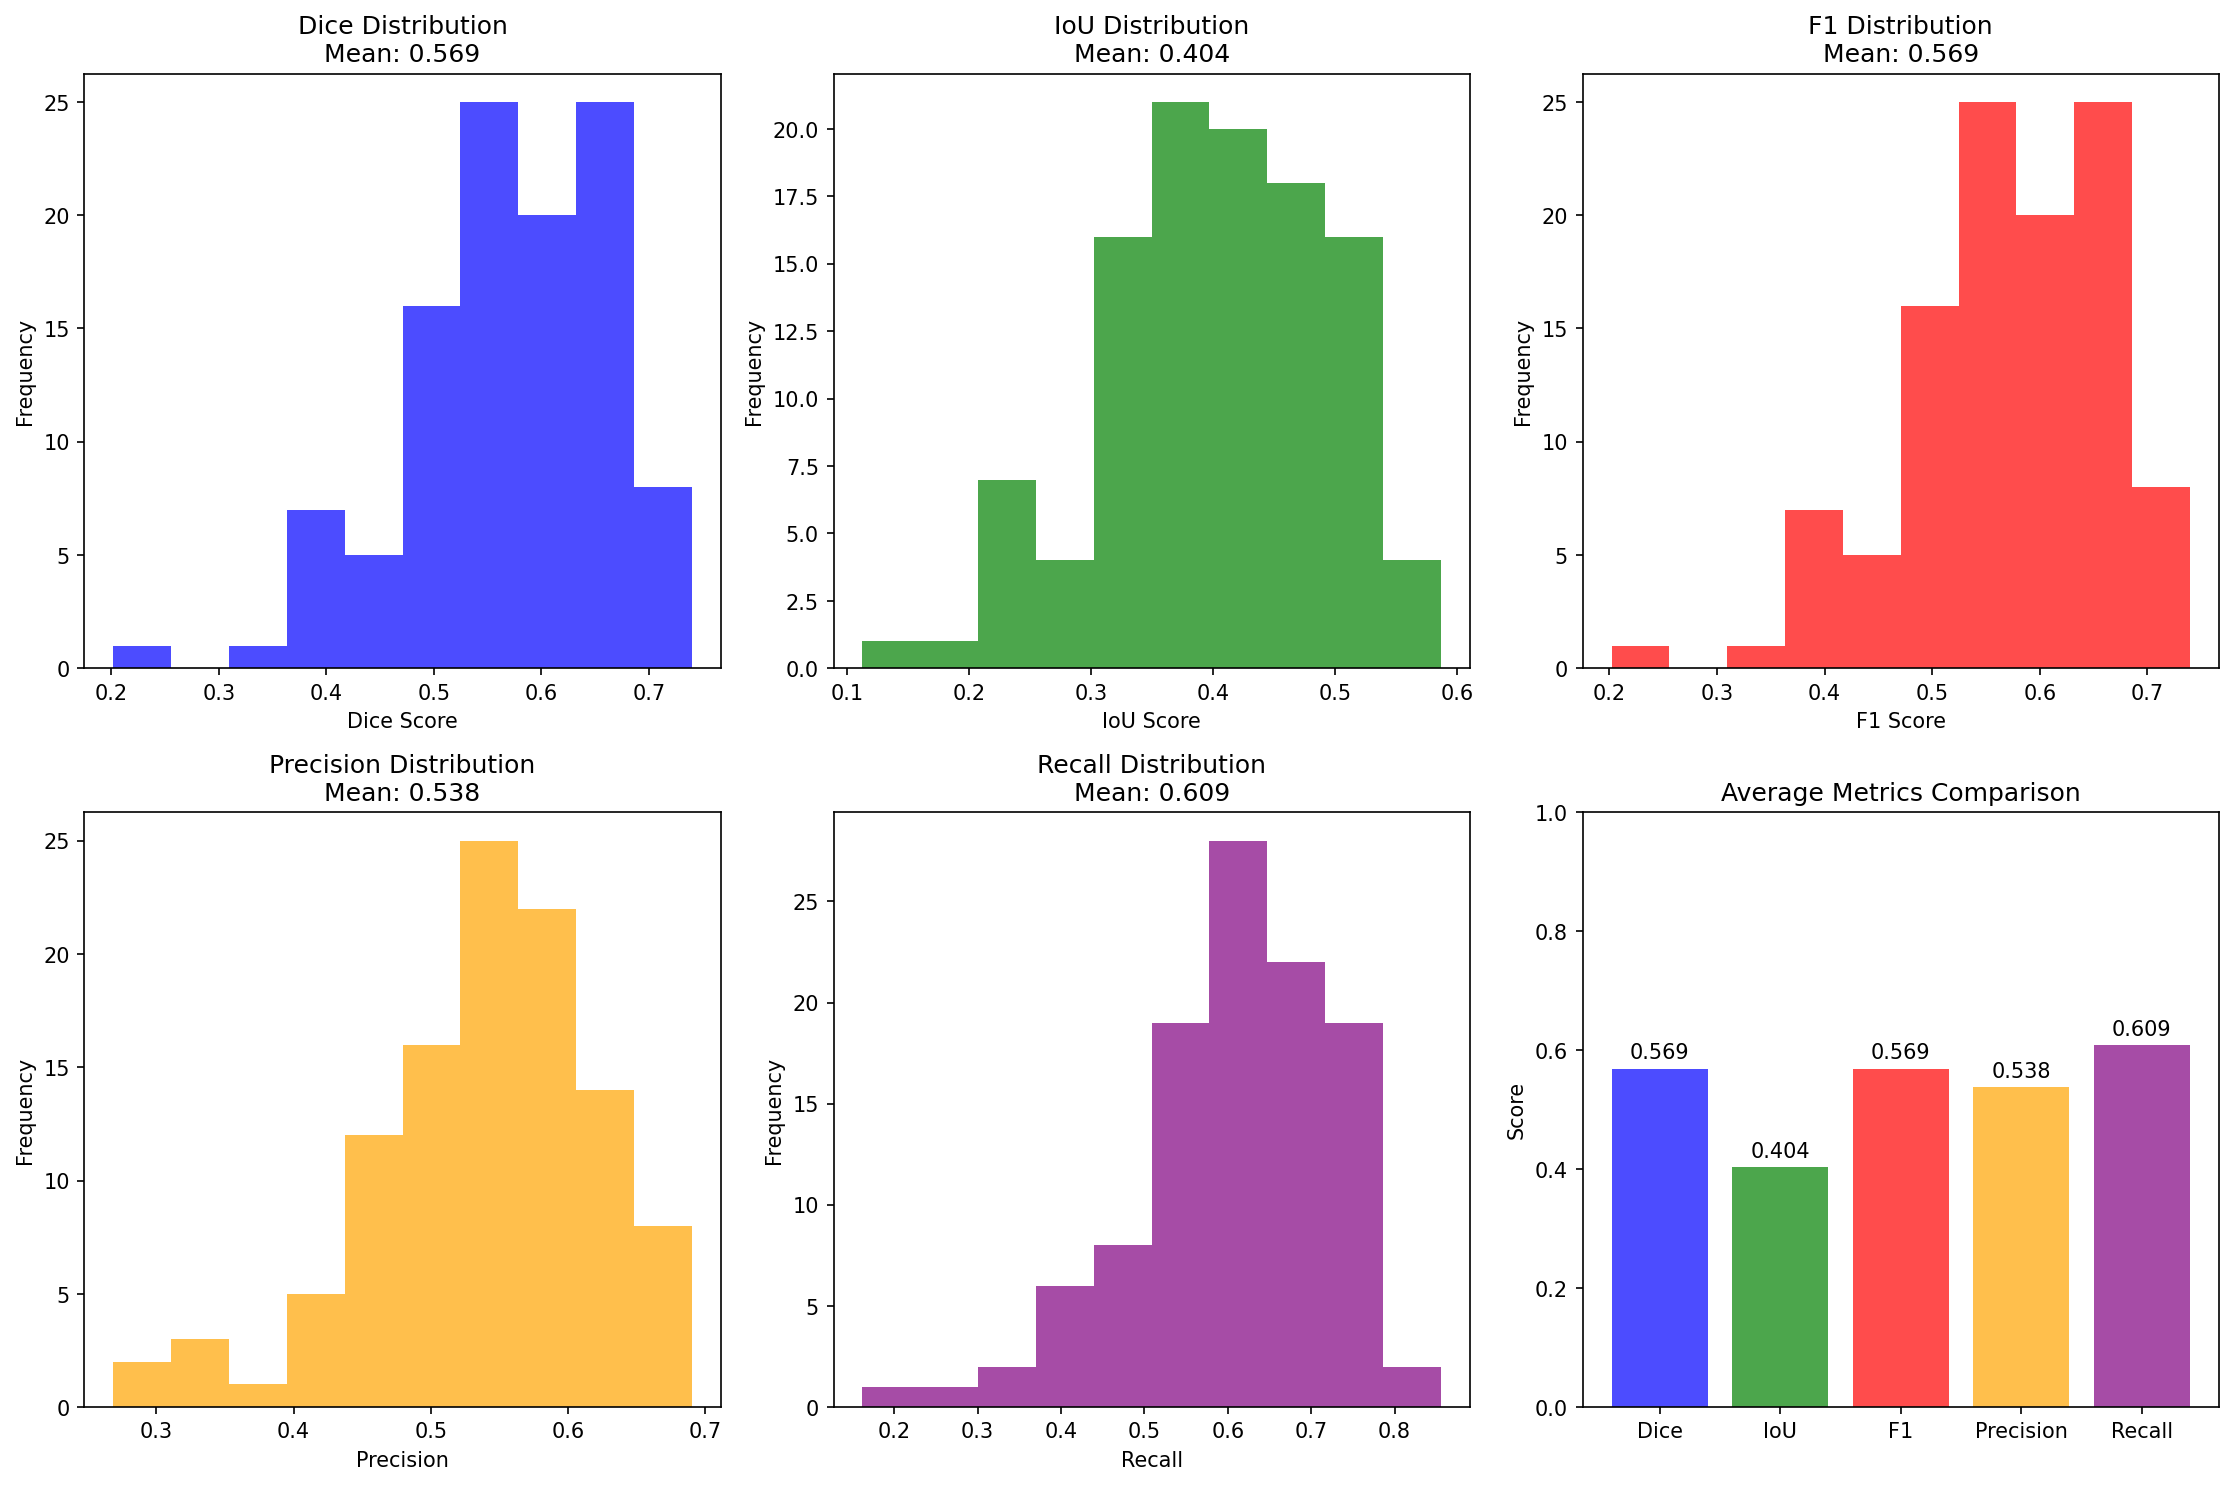 Dice Distribution
Mean: 0.569
25
20
15
10
5
0
Frequency
0.2 0.3 0.4 0.5 0.6 0.7
Dice Score
IoU Distribution
Mean: 0.404
20.0
17.5
15.0
12.5
10.0
7.5
5.0
2.5
0.0
Frequency
0.1 0.2 0.3 0.4 0.5 0.6
IoU Score
F1 Distribution
Mean: 0.569
25
20
15
10
5
0
Frequency
0.2 0.3 0.4 0.5 0.6 0.7
F1 Score
Precision Distribution
Mean: 0.538
25
20
15
10
5
0
Frequency
0.3 0.4 0.5 0.6 0.7
Precision
Recall Distribution
Mean: 0.609
25
20
15
10
5
0
Frequency
0.2 0.3 0.4 0.5 0.6 0.7 0.8
Recall
Average Metrics Comparison
1.0
0.8
0.6
0.4
0.2
0.0
Score
0.569 0.404 0.569 0.538 0.609
Dice IoU F1 Precision Recall